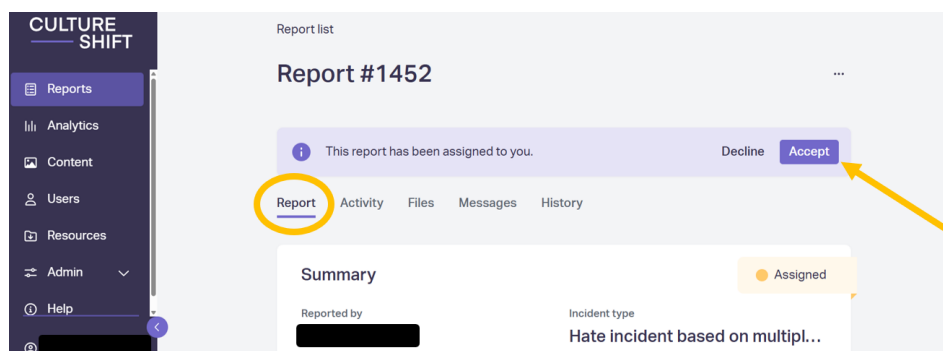 CULTURE
SHIFT
Reports
Analytics
Content
Users
Resources
Admin
Help
Report list
Report #1452
...
This report has been assigned to you.
Decline
Accept
Report
Activity
Files
Messages
History
Summary
Assigned
Reported by
Incident type
Hate incident based on multipl...